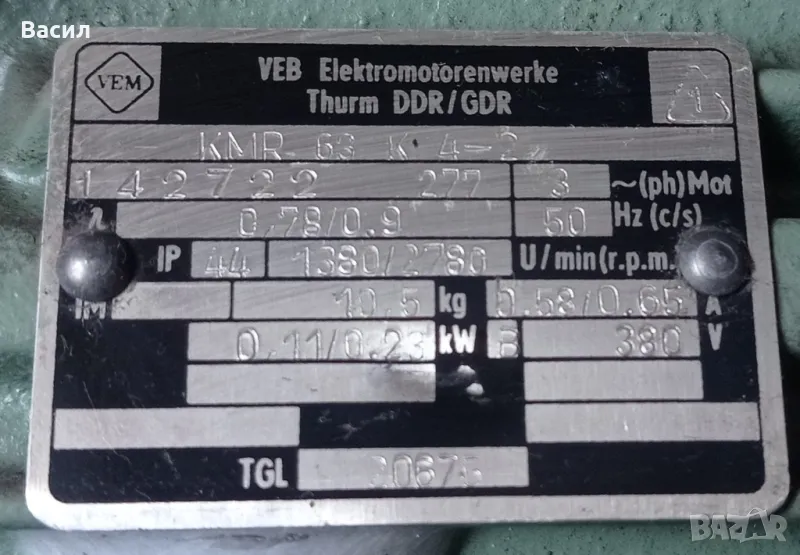 Васил
VEM
VEB Elektromotorenwerke
Thurm DDR/GDR
1
KMR 63 K 4-2
142722 277 3 ~(ph)Mot
λ 0,78/0,9 50 Hz (c/s)
IP 44 1380/2780 U/min(r.p.m.
IM 10,5 kg 0.58/0.65 A
0,11/0,23 kW B 380 V
TGL
BAZAR